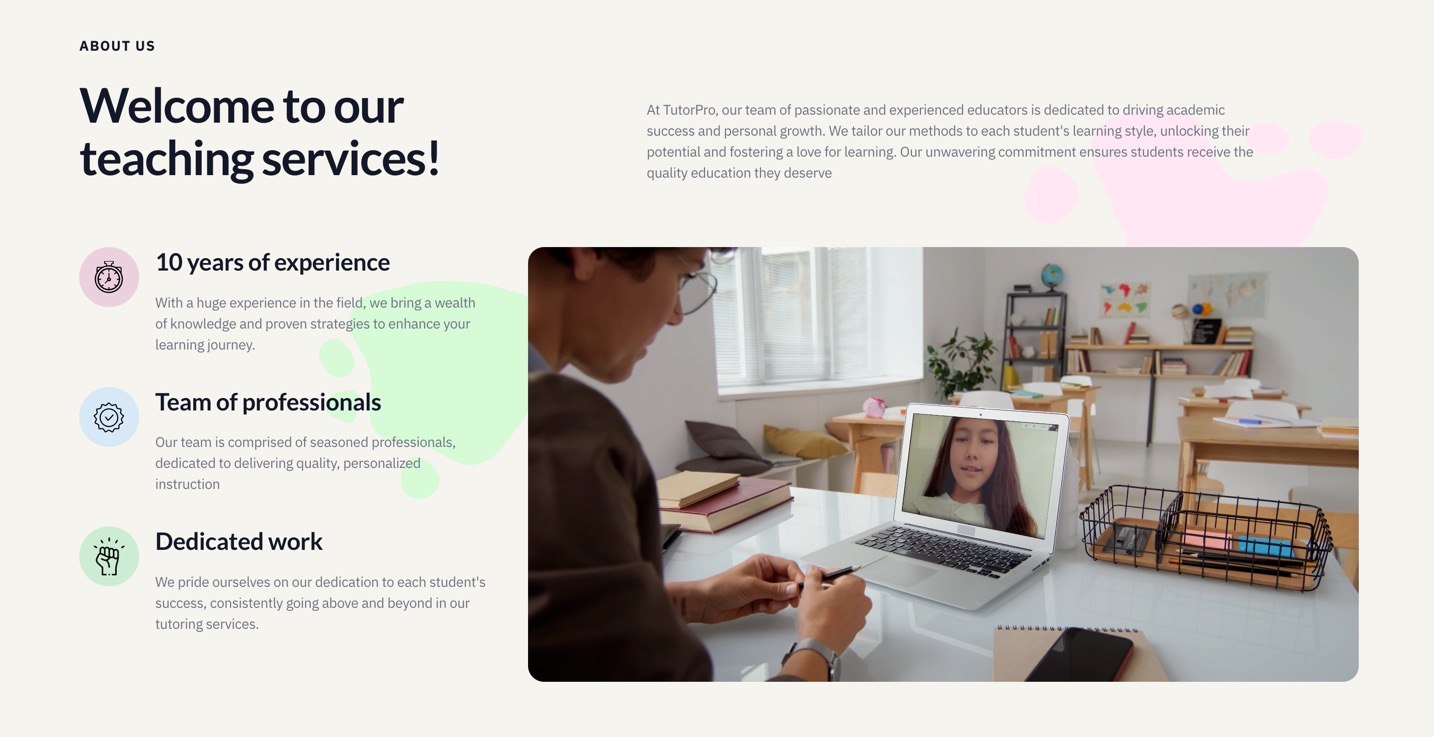 ABOUT US
Welcome to our
teaching services!
At TutorPro, our team of passionate and experienced educators is dedicated to driving academic
success and personal growth. We tailor our methods to each student's learning style, unlocking their
potential and fostering a love for learning. Our unwavering commitment ensures students receive the
quality education they deserve
10 years of experience
With a huge experience in the field, we bring a wealth
of knowledge and proven strategies to enhance your
learning journey.
Team of professionals
Our team is comprised of seasoned professionals,
dedicated to delivering quality, personalized
instruction
Dedicated work
We pride ourselves on our dedication to each student's
success, consistently going above and beyond in our
tutoring services.